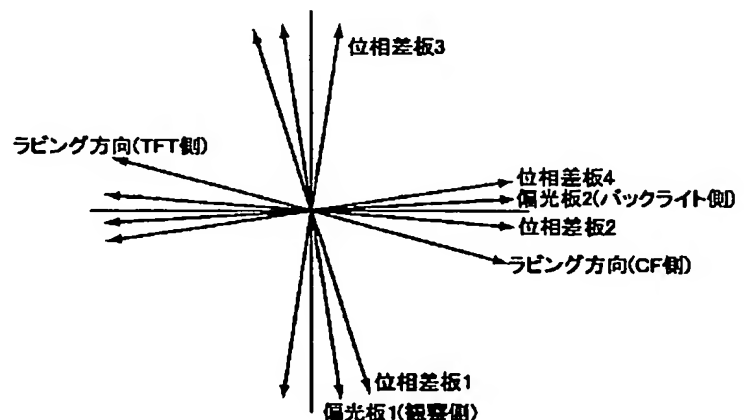 位相差板3
ラビング方向(TFT側)
位相差板4
偏光板2(バックライト側)
位相差板2
ラビング方向(CF側)
位相差板1
偏光板1(観察側)